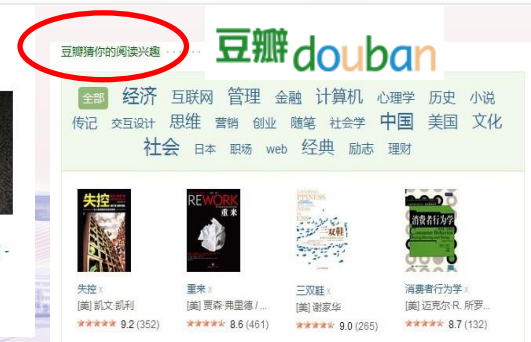 豆瓣猜你的阅读兴趣 · · · · · ·
豆瓣douban
全部 经济 互联网 管理 金融 计算机 心理学 历史 小说
传记 交互设计 思维 营销 创业 随笔 社会学 中国 美国 文化
社会 日本 职场 web 经典 励志 理财
失控
REWORK
重来
三双鞋
消费者行为学
失控 x
重来 x
三双鞋 x
消费者行为学 x
[美] 凯文·凯利
[美] 贾森·弗里德 / ...
[美] 谢家华
[美] 迈克尔·R. 所罗...
9.2 (352)
8.6 (461)
9.0 (265)
8.7 (132)